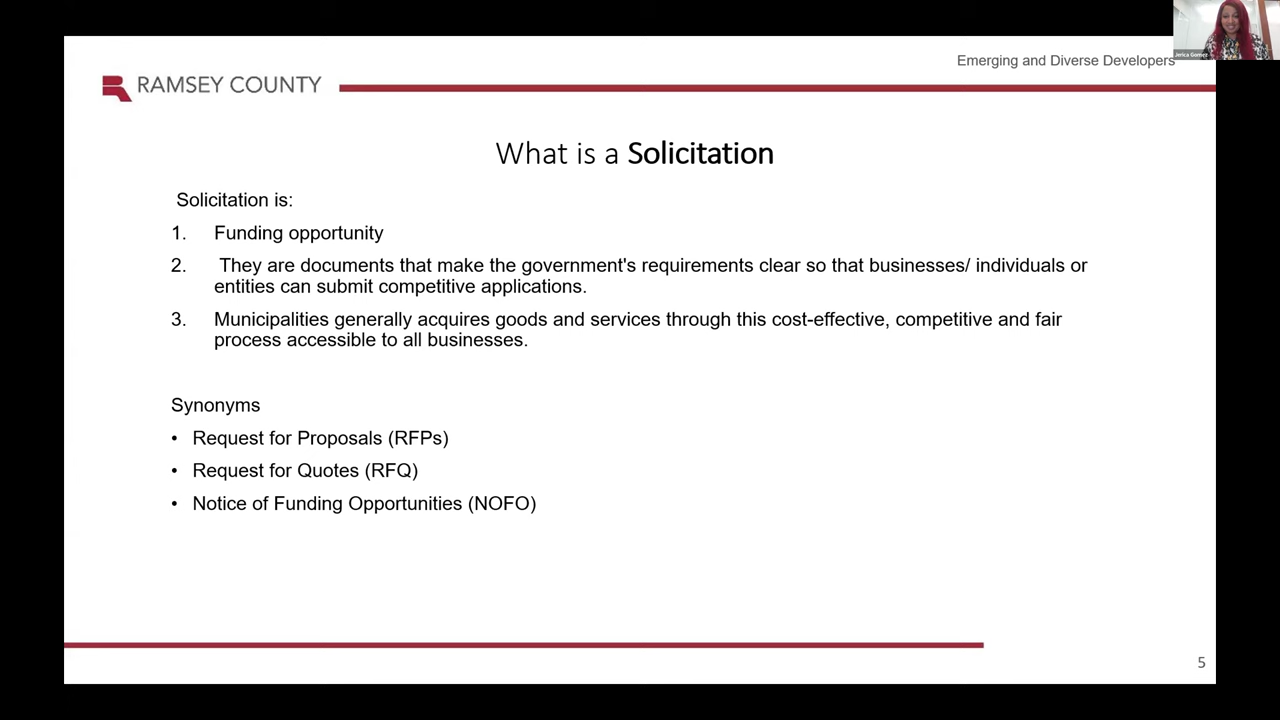 Jerica Gomez
Emerging and Diverse Developers
RAMSEY COUNTY
What is a Solicitation
Solicitation is:
1. Funding opportunity
2. They are documents that make the government's requirements clear so that businesses/ individuals or
entities can submit competitive applications.
3. Municipalities generally acquires goods and services through this cost-effective, competitive and fair
process accessible to all businesses.
Synonyms
• Request for Proposals (RFPs)
• Request for Quotes (RFQ)
• Notice of Funding Opportunities (NOFO)
5